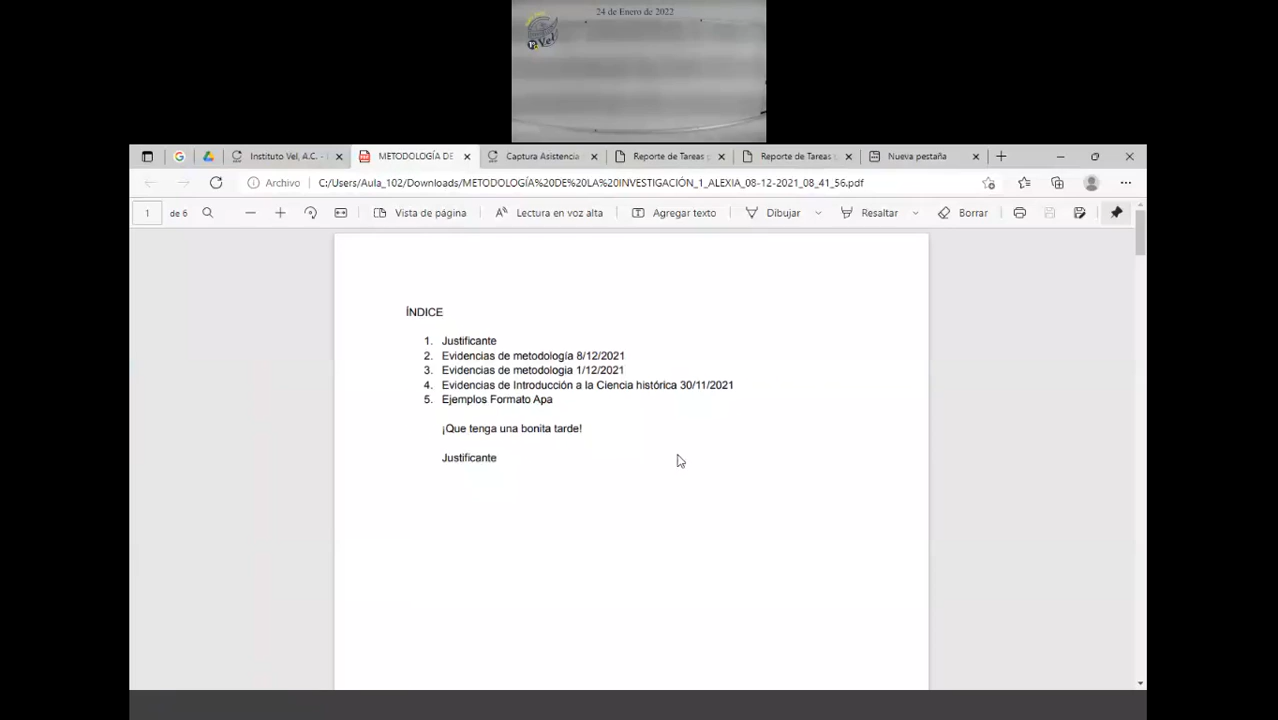 24 de Enero de 2022
Vel
Instituto Vel, A.C. -
METODOLOGÍA DE
Captura Asistencia
Reporte de Tareas
Reporte de Tareas
Nueva pestaña
Archivo
C:/Users/Aula_102/Downloads/METODOLOGÍA%20DE%20LA%20INVESTIGACIÓN_1_ALEXIA_08-12-2021_08_41_56.pdf
1 de 6
Vista de página
Lectura en voz alta
Agregar texto
Dibujar
Resaltar
Borrar
ÍNDICE
1. Justificante
2. Evidencias de metodología 8/12/2021
3. Evidencias de metodologia 1/12/2021
4. Evidencias de Introducción a la Ciencia histórica 30/11/2021
5. Ejemplos Formato Apa
¡Que tenga una bonita tarde!
Justificante